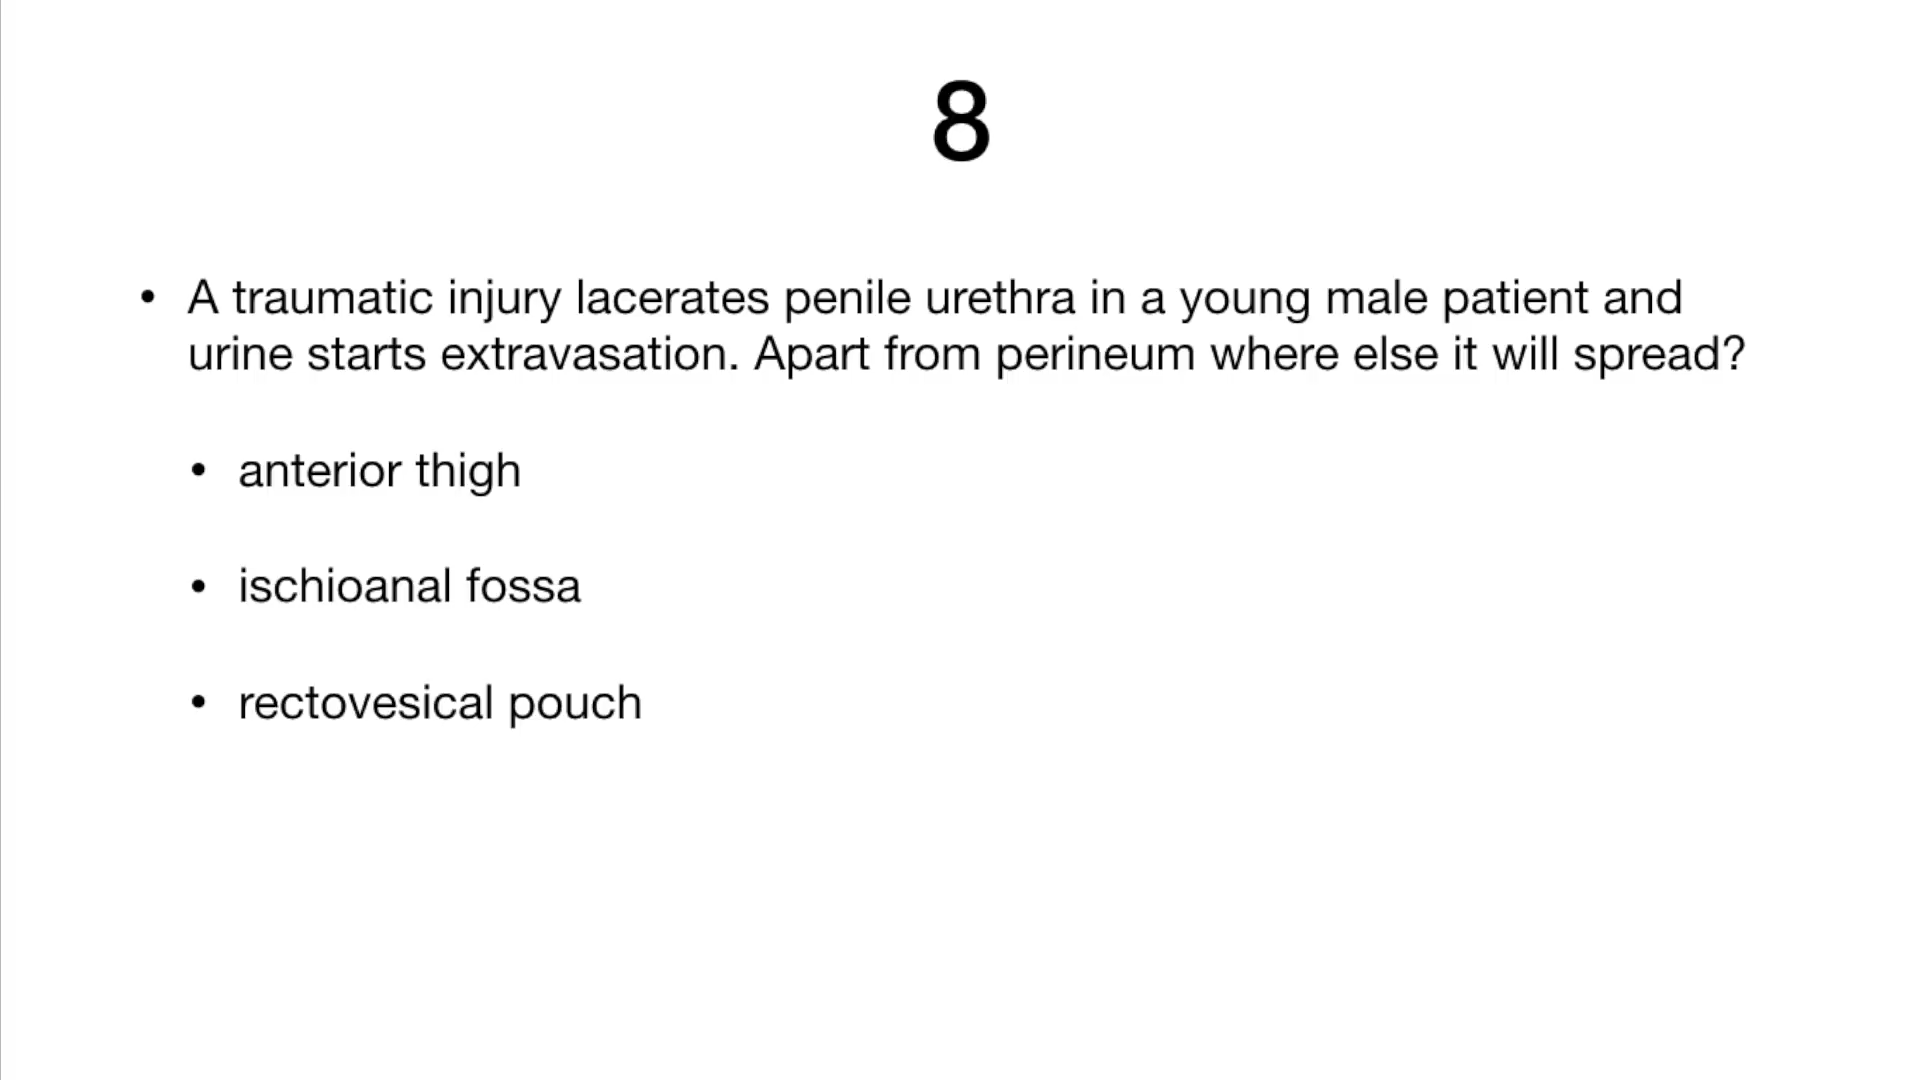 8
• A traumatic injury lacerates penile urethra in a young male patient and
urine starts extravasation. Apart from perineum where else it will spread?
• anterior thigh
• ischioanal fossa
• rectovesical pouch